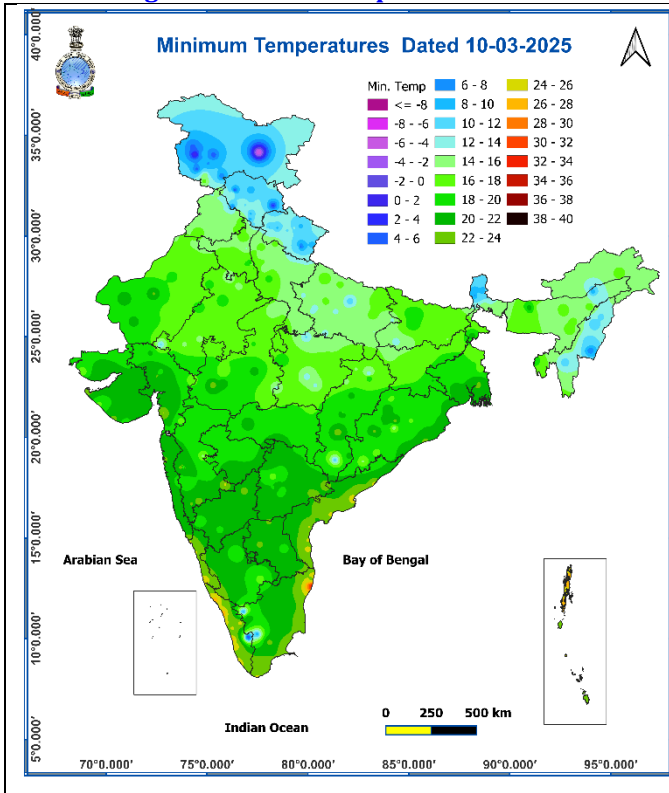 Minimum Temperatures Dated 10-03-2025
Min. Temp
<= -8
-8 - -6
-6 - -4
-4 - -2
-2 - 0
0 - 2
2 - 4
4 - 6
6 - 8
8 - 10
10 - 12
12 - 14
14 - 16
16 - 18
18 - 20
20 - 22
22 - 24
24 - 26
26 - 28
28 - 30
30 - 32
32 - 34
34 - 36
36 - 38
38 - 40
40°0.000'
35°0.000'
30°0.000'
25°0.000'
20°0.000'
15°0.000'
10°0.000'
5°0.000'
Arabian Sea
Bay of Bengal
Indian Ocean
0 250 500 km
70°0.000' 75°0.000' 80°0.000' 85°0.000' 90°0.000' 95°0.000'